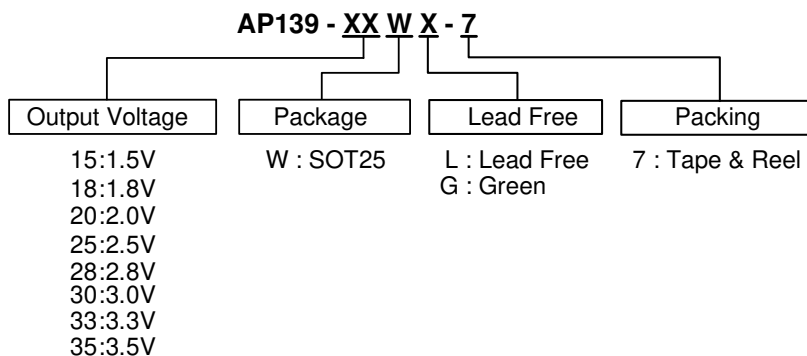 AP139 - XX W X - 7
Output Voltage Package Lead Free Packing
15:1.5V W : SOT25 L : Lead Free 7 : Tape & Reel
18:1.8V G : Green
20:2.0V
25:2.5V
28:2.8V
30:3.0V
33:3.3V
35:3.5V